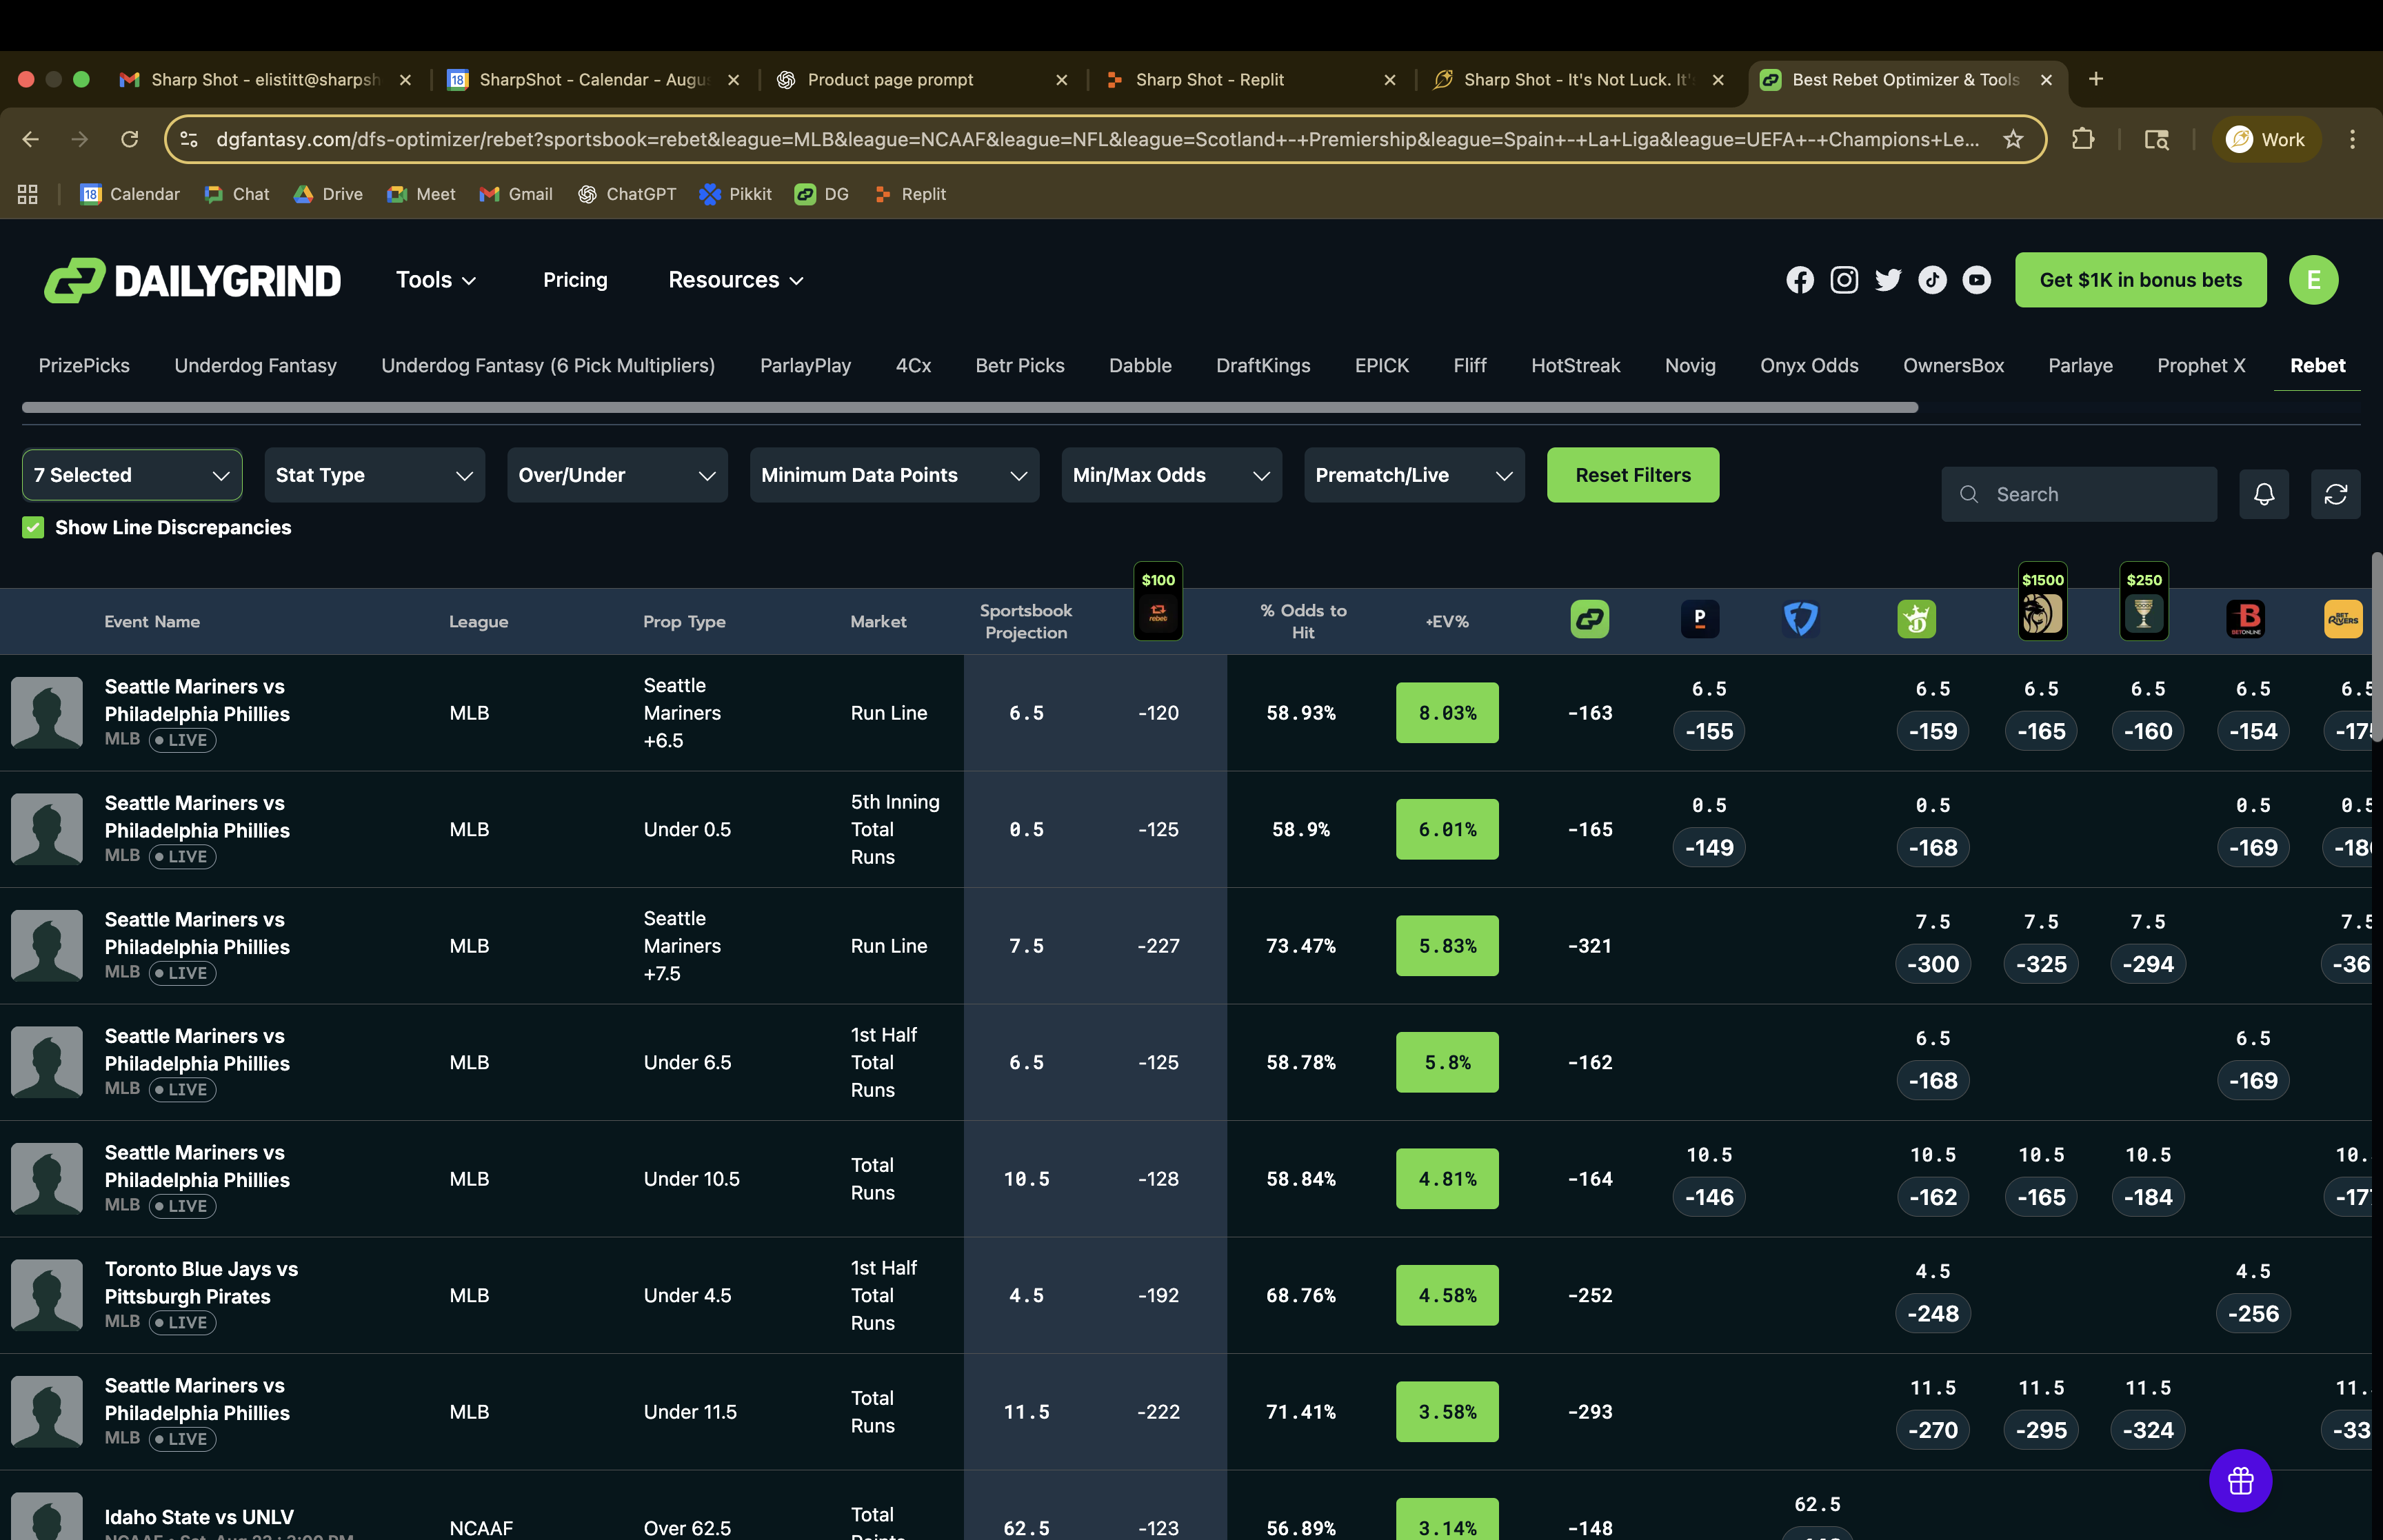 Sharp Shot - elistitt@sharpsh
SharpShot - Calendar - Augu
Product page prompt
Sharp Shot - Replit
Sharp Shot - It's Not Luck. It'
Best Rebet Optimizer & Tools
dgfantasy.com/dfs-optimizer/rebet?sportsbook=rebet&league=MLB&league=NCAAF&league=NFL&league=Scotland+-+Premiership&league=Spain+-+La+Liga&league=UEFA+-+Champions+Le...
Work
18 Calendar Chat Drive Meet Gmail ChatGPT Pikkit DG Replit
DAILYGRIND Tools Pricing Resources Get $1K in bonus bets E
PrizePicks Underdog Fantasy Underdog Fantasy (6 Pick Multipliers) ParlayPlay 4Cx Betr Picks Dabble DraftKings EPICK Fliff HotStreak Novig Onyx Odds OwnersBox Parlaye Prophet X Rebet
7 Selected Stat Type Over/Under Minimum Data Points Min/Max Odds Prematch/Live Reset Filters Search
Show Line Discrepancies
$100 $1500 $250
Event Name League Prop Type Market Sportsbook Projection rebet % Odds to Hit +EV% P B BETONLINE BET RIVERS
Seattle Mariners vs
Philadelphia Phillies
MLB LIVE
MLB
Seattle
Mariners
+6.5
Run Line
6.5 -120 58.93% 8.03% -163
6.5 6.5 6.5 6.5 6.5 6.5
-155 -159 -165 -160 -154 -175
Seattle Mariners vs
Philadelphia Phillies
MLB LIVE
MLB
Under 0.5
5th Inning
Total
Runs
0.5 -125 58.9% 6.01% -165
0.5 0.5 0.5 0.5
-149 -168 -169
Seattle Mariners vs
Philadelphia Phillies
MLB LIVE
MLB
Seattle
Mariners
+7.5
Run Line
7.5 -227 73.47% 5.83% -321
7.5 7.5 7.5 7.5
-300 -325 -294 -36
Seattle Mariners vs
Philadelphia Phillies
MLB LIVE
MLB
Under 6.5
1st Half
Total
Runs
6.5 -125 58.78% 5.8% -162
6.5 6.5
-168 -169
Seattle Mariners vs
Philadelphia Phillies
MLB LIVE
MLB
Under 10.5
Total
Runs
10.5 -128 58.84% 4.81% -164
10.5 10.5 10.5 10.5 10.
-146 -162 -165 -184 -177
Toronto Blue Jays vs
Pittsburgh Pirates
MLB LIVE
MLB
Under 4.5
1st Half
Total
Runs
4.5 -192 68.76% 4.58% -252
4.5 4.5
-248 -256
Seattle Mariners vs
Philadelphia Phillies
MLB LIVE
MLB
Under 11.5
Total
Runs
11.5 -222 71.41% 3.58% -293
11.5 11.5 11.5 11.
-270 -295 -324 -33
Idaho State vs UNLV
NCAAF
Over 62.5
Total
62.5 -123 56.89% 3.14% -148
62.5